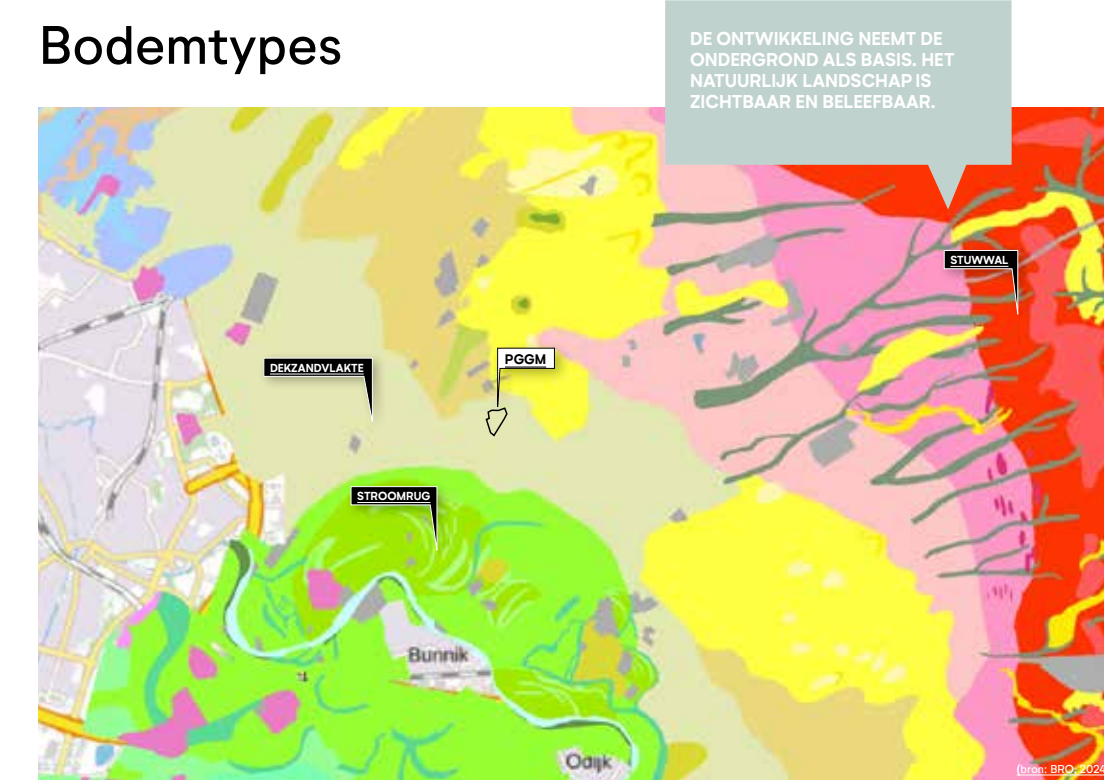 Bodemtypes
DE ONTWIKKELING NEEMT DE
ONDERGROND ALS BASIS. HET
NATUURLIJK LANDSCHAP IS
ZICHTBAAR EN BELEEFBAAR.
STUWWAL
PGGM
DEKZANDVLAKTE
STROOMRUG
Bunnik
Odijk
(bron: BRO, 2024